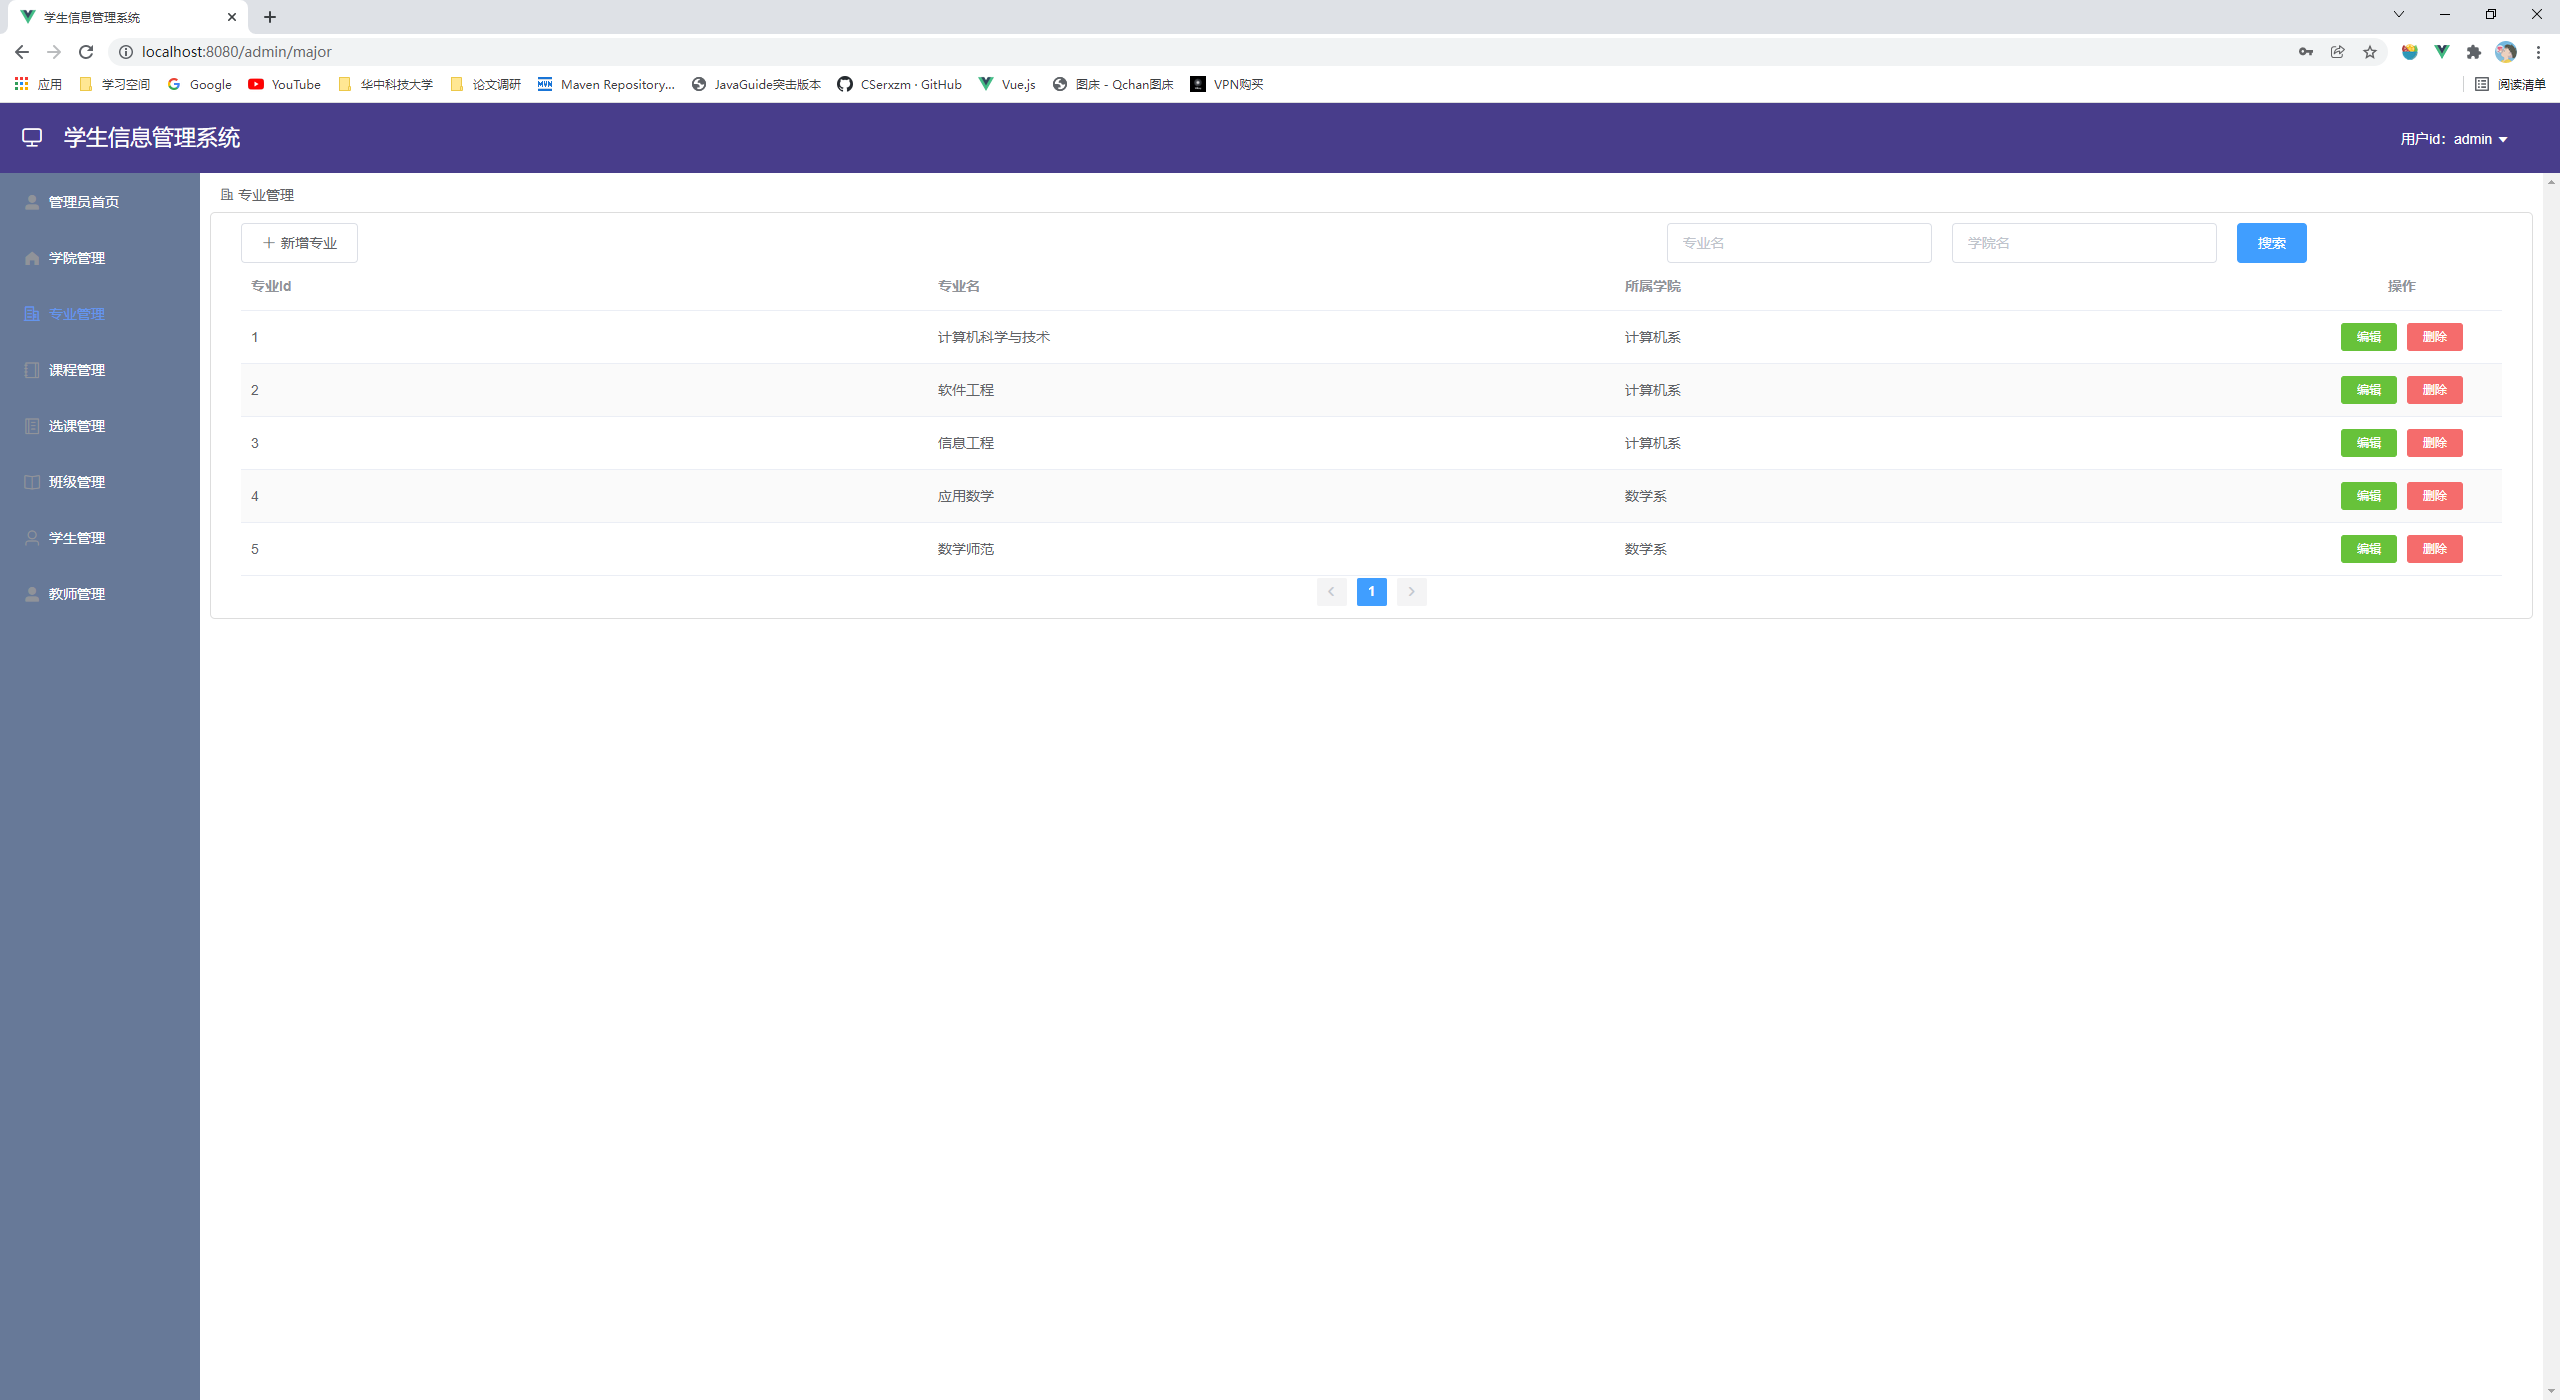 学生信息管理系统
localhost:8080/admin/major
应用 学习空间 Google YouTube 华中科技大学 论文调研 Maven Repository... JavaGuide突击版本 CSerxzm · GitHub Vue.js 图床 - Qchan图床 VPN购买 阅读清单
学生信息管理系统 用户id: admin
管理员首页
学院管理
专业管理
课程管理
选课管理
班级管理
学生管理
教师管理
专业管理
新增专业 专业名 学院名 搜索
专业Id 专业名 所属学院 操作
1 计算机科学与技术 计算机系 编辑 删除
2 软件工程 计算机系 编辑 删除
3 信息工程 计算机系 编辑 删除
4 应用数学 数学系 编辑 删除
5 数学师范 数学系 编辑 删除
1